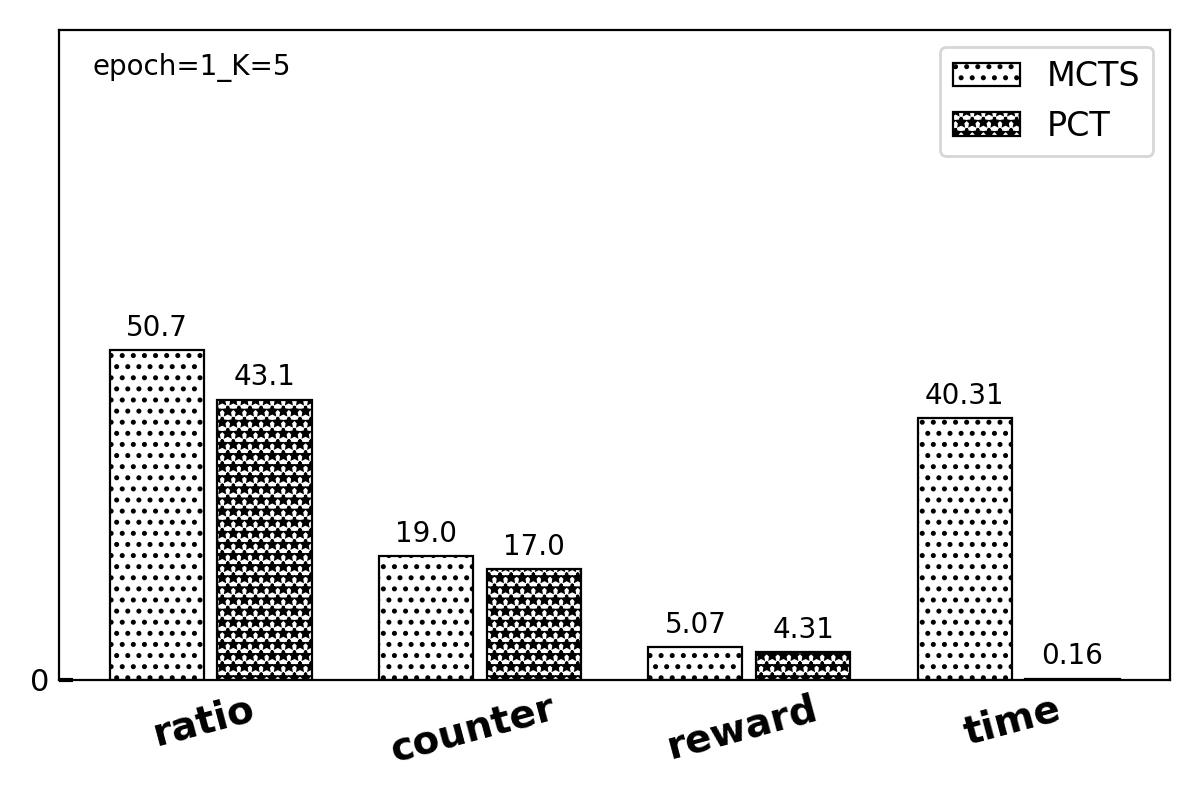 epoch=1_K=5
MCTS
PCT
50.7
43.1
19.0
17.0
5.07
4.31
40.31
0.16
0
ratio
counter
reward
time